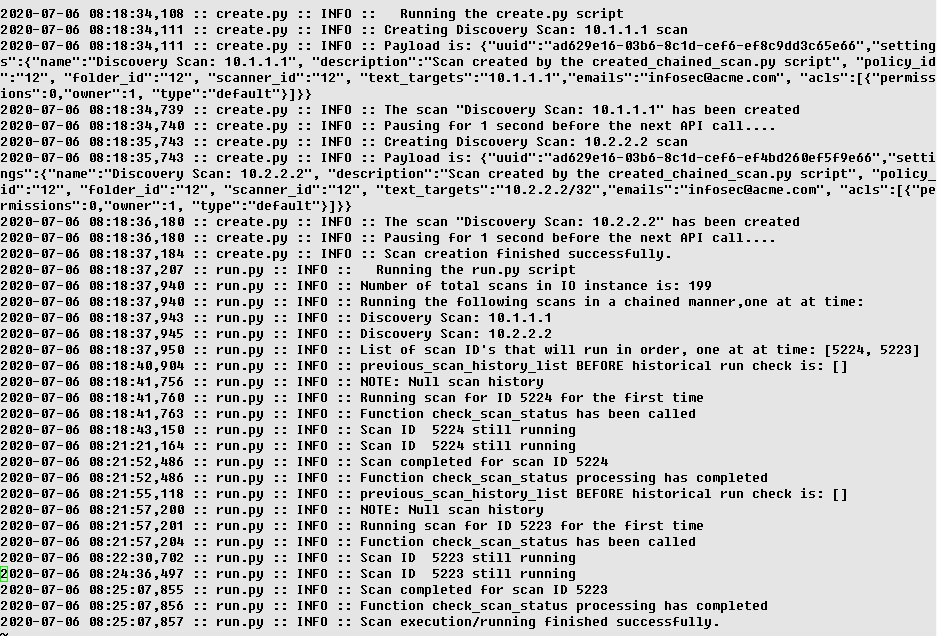 2020-07-06 08:18:34,108 :: create.py :: INFO ::   Running the create.py script
2020-07-06 08:18:34,111 :: create.py :: INFO :: Creating Discovery Scan: 10.1.1.1 scan
2020-07-06 08:18:34,111 :: create.py :: INFO :: Payload is: {"uuid":"ad629e16-03b6-8c1d-cef6-ef8c9dd3c65e66","setting
s":{"name":"Discovery Scan: 10.1.1.1", "description":"Scan created by the created_chained_scan.py script", "policy_id
":"12", "folder_id":"12", "scanner_id":"12", "text_targets":"10.1.1.1","emails":"infosec@acme.com", "acls":[{"permiss
ions":0,"owner":1, "type":"default"}]}}
2020-07-06 08:18:34,739 :: create.py :: INFO :: The scan "Discovery Scan: 10.1.1.1" has been created
2020-07-06 08:18:34,740 :: create.py :: INFO :: Pausing for 1 second before the next API call....
2020-07-06 08:18:35,743 :: create.py :: INFO :: Creating Discovery Scan: 10.2.2.2 scan
2020-07-06 08:18:35,743 :: create.py :: INFO :: Payload is: {"uuid":"ad629e16-03b6-8c1d-cef6-ef4bd260ef5f9e66","setti
ngs":{"name":"Discovery Scan: 10.2.2.2", "description":"Scan created by the created_chained_scan.py script", "policy_
id":"12", "folder_id":"12", "scanner_id":"12", "text_targets":"10.2.2.2/32","emails":"infosec@acme.com", "acls":[{"pe
rmissions":0,"owner":1, "type":"default"}]}}
2020-07-06 08:18:36,180 :: create.py :: INFO :: The scan "Discovery Scan: 10.2.2.2" has been created
2020-07-06 08:18:36,180 :: create.py :: INFO :: Pausing for 1 second before the next API call....
2020-07-06 08:18:37,184 :: create.py :: INFO :: Scan creation finished successfully.
2020-07-06 08:18:37,207 :: run.py :: INFO ::   Running the run.py script
2020-07-06 08:18:37,940 :: run.py :: INFO :: Number of total scans in IO instance is: 199
2020-07-06 08:18:37,940 :: run.py :: INFO :: Running the following scans in a chained manner,one at at time:
2020-07-06 08:18:37,943 :: run.py :: INFO :: Discovery Scan: 10.1.1.1
2020-07-06 08:18:37,945 :: run.py :: INFO :: Discovery Scan: 10.2.2.2
2020-07-06 08:18:37,950 :: run.py :: INFO :: List of scan ID's that will run in order, one at at time: [5224, 5223]
2020-07-06 08:18:40,904 :: run.py :: INFO :: previous_scan_history_list BEFORE historical run check is: []
2020-07-06 08:18:41,756 :: run.py :: INFO :: NOTE: Null scan history
2020-07-06 08:18:41,760 :: run.py :: INFO :: Running scan for ID 5224 for the first time
2020-07-06 08:18:41,763 :: run.py :: INFO :: Function check_scan_status has been called
2020-07-06 08:18:43,150 :: run.py :: INFO :: Scan ID  5224 still running
2020-07-06 08:21:21,164 :: run.py :: INFO :: Scan ID  5224 still running
2020-07-06 08:21:52,486 :: run.py :: INFO :: Scan completed for scan ID 5224
2020-07-06 08:21:52,486 :: run.py :: INFO :: Function check_scan_status processing has completed
2020-07-06 08:21:55,118 :: run.py :: INFO :: previous_scan_history_list BEFORE historical run check is: []
2020-07-06 08:21:57,200 :: run.py :: INFO :: NOTE: Null scan history
2020-07-06 08:21:57,201 :: run.py :: INFO :: Running scan for ID 5223 for the first time
2020-07-06 08:21:57,204 :: run.py :: INFO :: Function check_scan_status has been called
2020-07-06 08:22:30,702 :: run.py :: INFO :: Scan ID  5223 still running
2020-07-06 08:24:36,497 :: run.py :: INFO :: Scan ID  5223 still running
2020-07-06 08:25:07,855 :: run.py :: INFO :: Scan completed for scan ID 5223
2020-07-06 08:25:07,856 :: run.py :: INFO :: Function check_scan_status processing has completed
2020-07-06 08:25:07,857 :: run.py :: INFO :: Scan execution/running finished successfully.
~